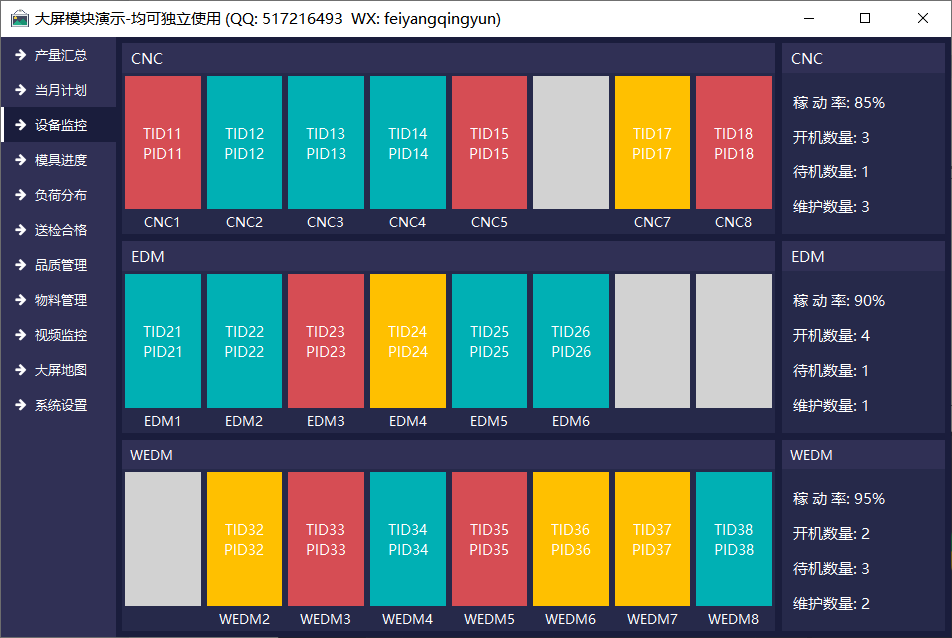 大屏模块演示-均可独立使用 (QQ: 517216493  WX: feiyangqingyun)
产量汇总
当月计划
设备监控
模具进度
负荷分布
送检合格
品质管理
物料管理
视频监控
大屏地图
系统设置
CNC
TID11
PID11
TID12
PID12
TID13
PID13
TID14
PID14
TID15
PID15
TID17
PID17
TID18
PID18
CNC1
CNC2
CNC3
CNC4
CNC5
CNC7
CNC8
CNC
稼 动 率: 85%
开机数量: 3
待机数量: 1
维护数量: 3
EDM
TID21
PID21
TID22
PID22
TID23
PID23
TID24
PID24
TID25
PID25
TID26
PID26
EDM1
EDM2
EDM3
EDM4
EDM5
EDM6
EDM
稼 动 率: 90%
开机数量: 4
待机数量: 1
维护数量: 1
WEDM
TID32
PID32
TID33
PID33
TID34
PID34
TID35
PID35
TID36
PID36
TID37
PID37
TID38
PID38
WEDM2
WEDM3
WEDM4
WEDM5
WEDM6
WEDM7
WEDM8
WEDM
稼 动 率: 95%
开机数量: 2
待机数量: 3
维护数量: 2